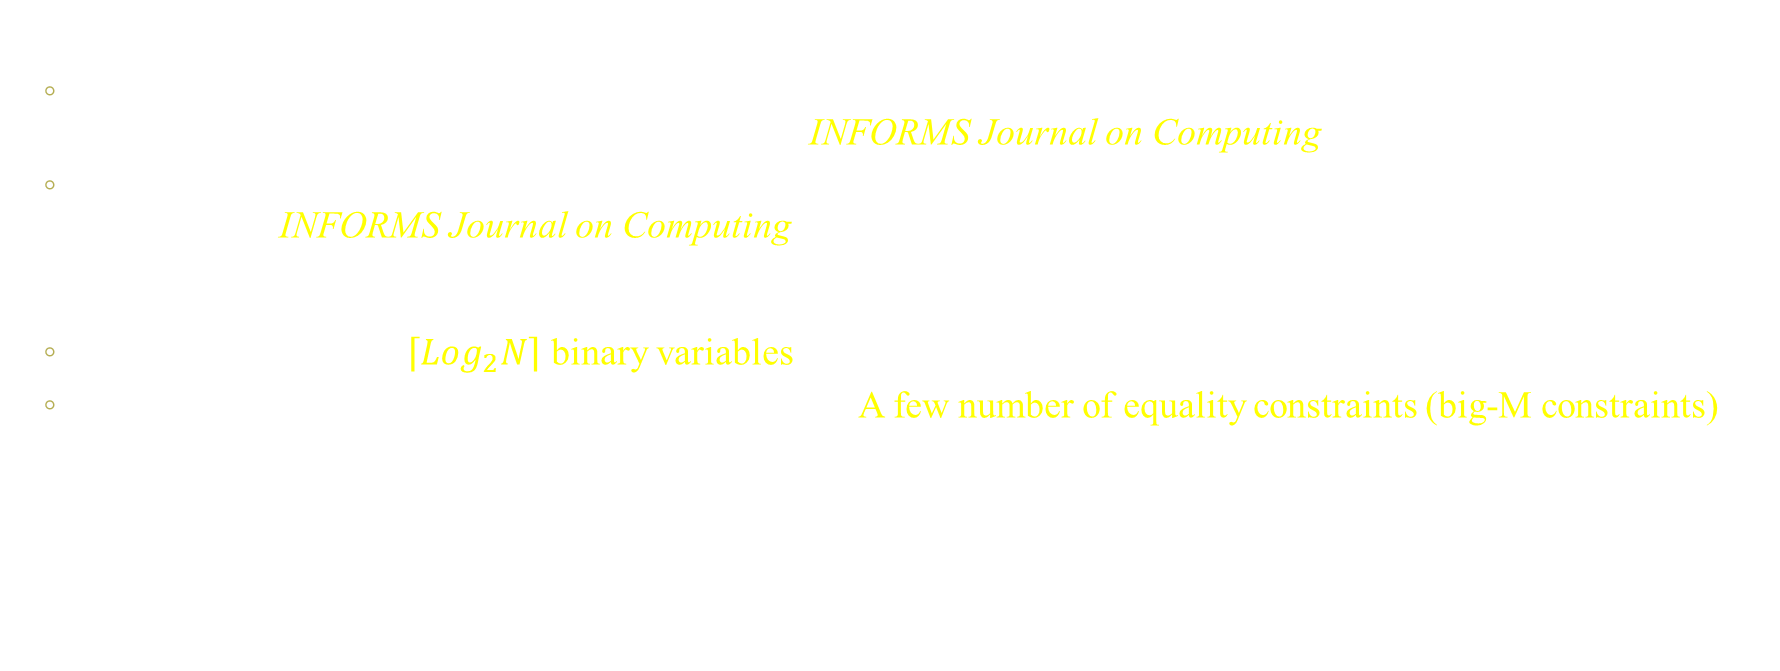 INFORMS Journal on Computing
INFORMS Journal on Computing
⌈Log₂N⌉ binary variables
A few number of equality constraints (big-M constraints)